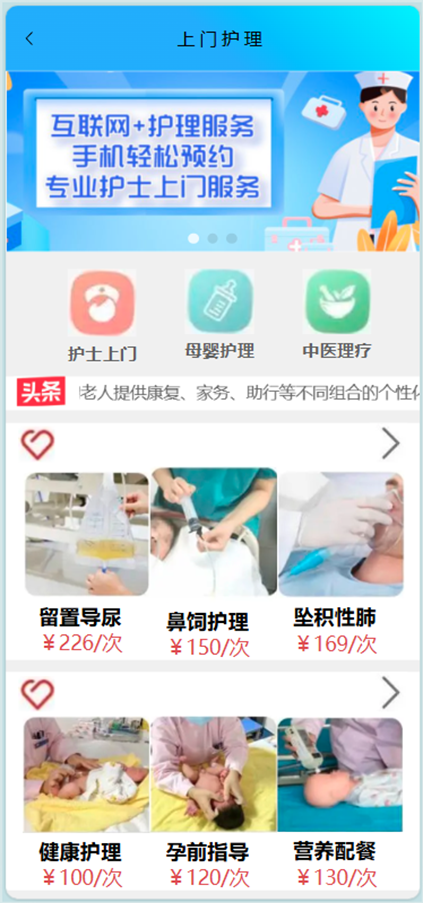 上门护理
互联网+护理服务
手机轻松预约
专业护士上门服务
护士上门
母婴护理
中医理疗
头条 老人提供康复、家务、助行等不同组合的个性化
留置导尿
鼻饲护理
坠积性肺
¥226/次
¥150/次
¥169/次
健康护理
孕前指导
营养配餐
¥100/次
¥120/次
¥130/次